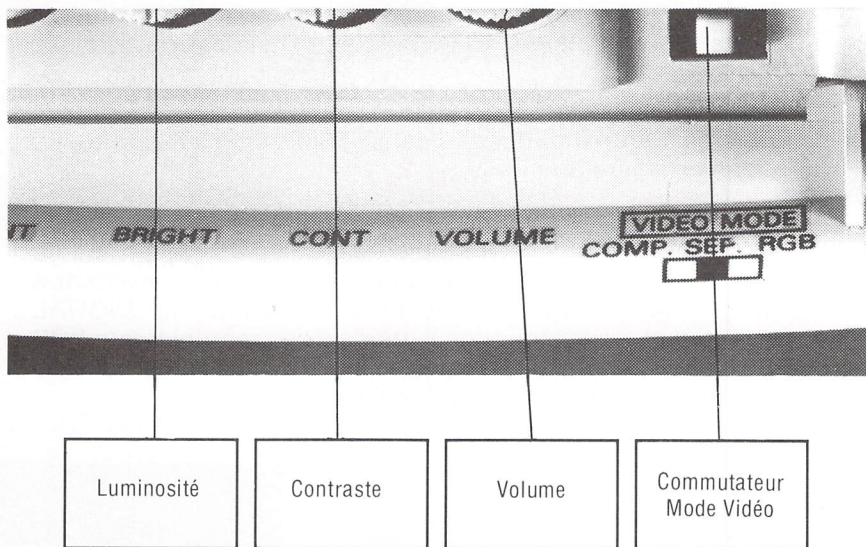 BRIGHT
CONT
VOLUME
VIDEO MODE
COMP. SEP. RGB
Luminosité
Contraste
Volume
Commutateur
Mode Vidéo